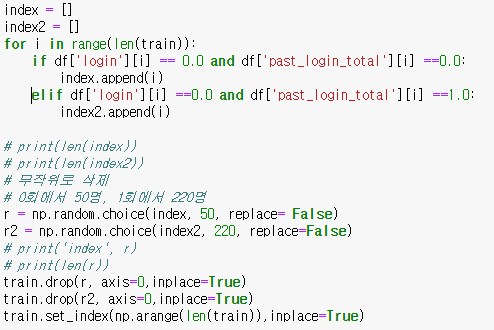 index = []
index2 = []
for i in range(len(train)):
    if df['login'][i] == 0.0 and df['past_login_total'][i] ==0.0:
        index.append(i)
    elif df['login'][i] ==0.0 and df['past_login_total'][i] ==1.0:
        index2.append(i)

# print(len(index))
# print(len(index2))
# 무작위로 삭제
# 0회에서 50명, 1회에서 220명
r = np.random.choice(index, 50, replace= False)
r2 = np.random.choice(index2, 220, replace=False)
# print('index', r)
# print(len(r))
train.drop(r, axis=0,inplace=True)
train.drop(r2, axis=0,inplace=True)
train.set_index(np.arange(len(train)),inplace=True)